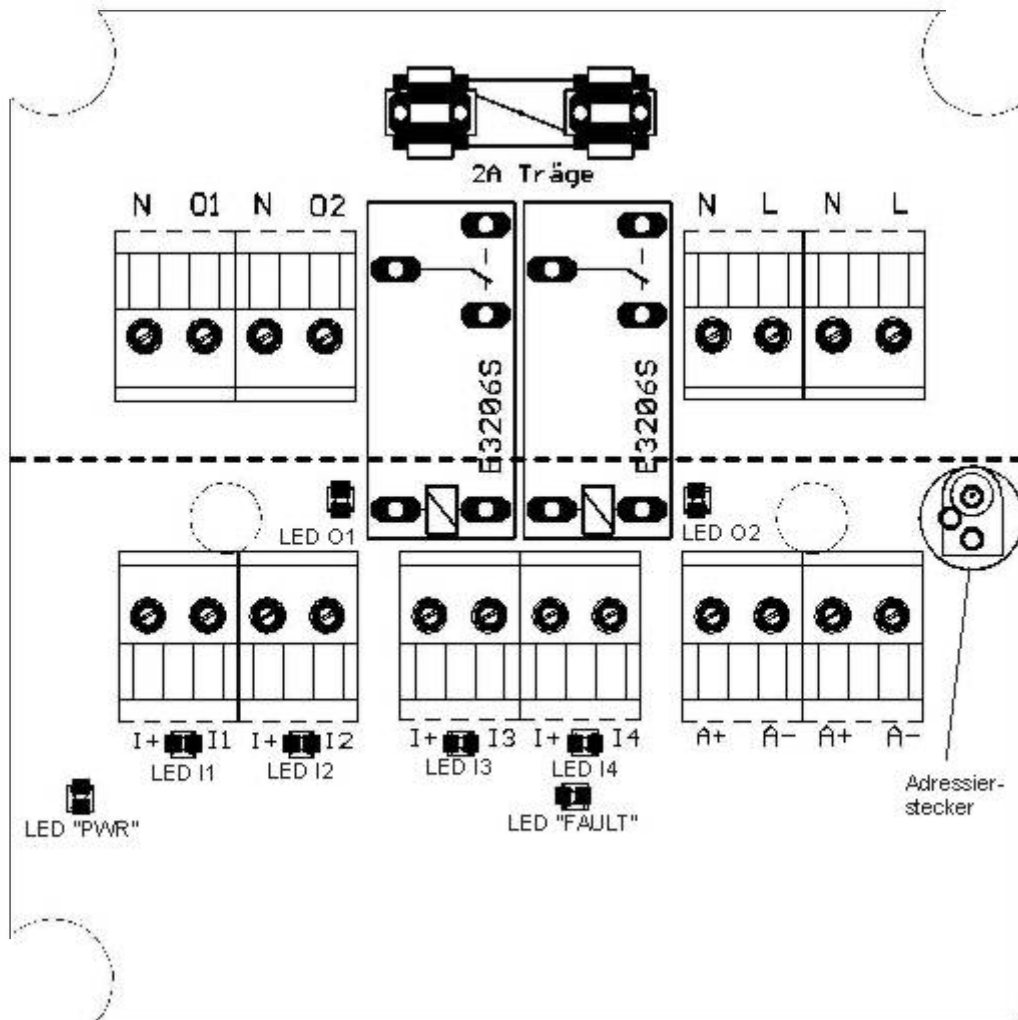 2A Träge
N O1 N O2
N L N L
E3206S
E3206S
LED O1
LED O2
I+ I1 I+ I2
I+ I3 I+ I4
A+ A- A+ A-
LED I1
LED I2
LED I3
LED I4
Adressier-
stecker
LED "PWR"
LED "FAULT"